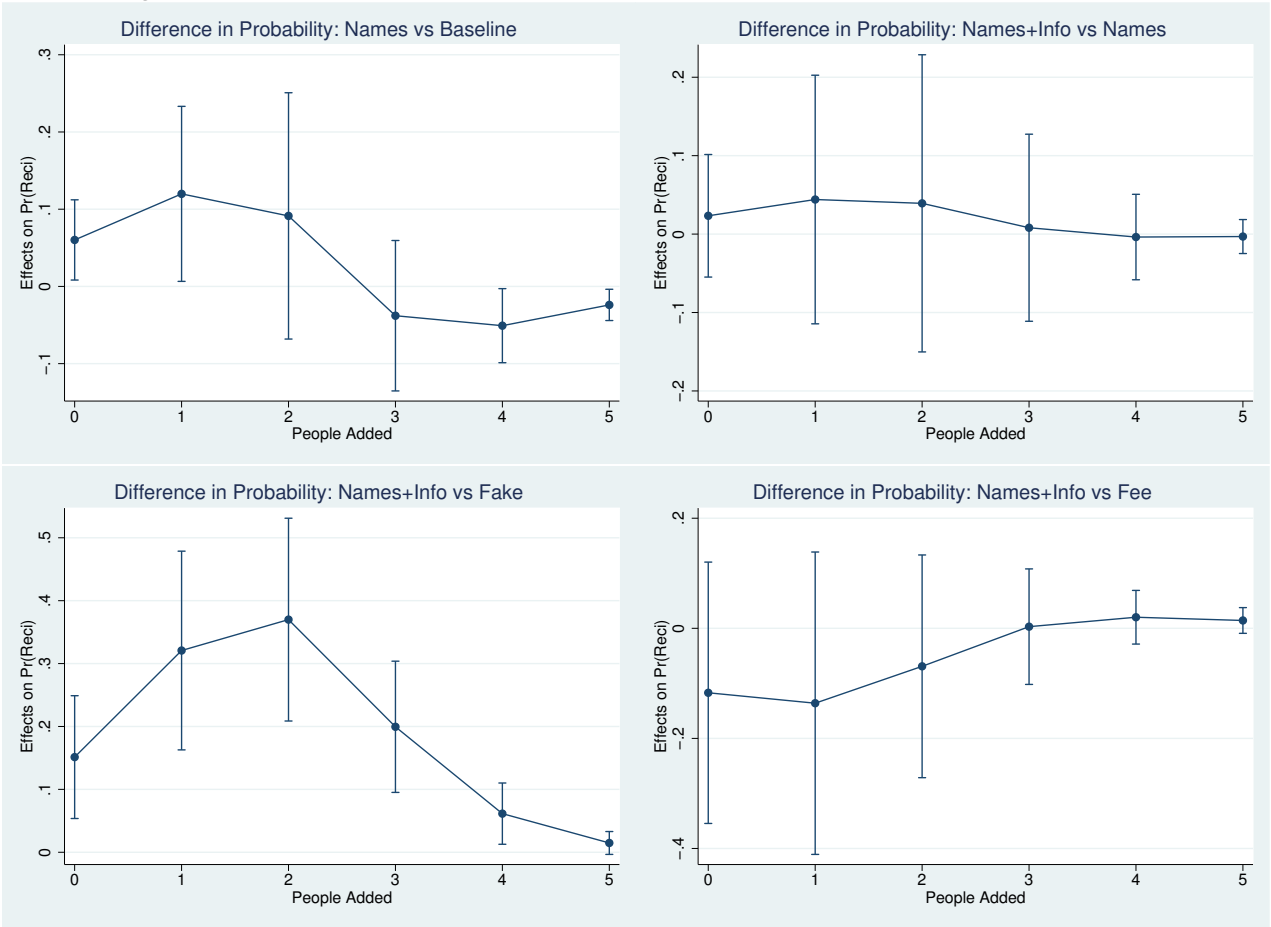 Difference in Probability: Names vs Baseline
Effects on Pr(Reci)
.3
.2
.1
0
−.1
0 1 2 3 4 5
People Added
Difference in Probability: Names+Info vs Names
Effects on Pr(Reci)
.2
.1
0
−.1
−.2
0 1 2 3 4 5
People Added
Difference in Probability: Names+Info vs Fake
Effects on Pr(Reci)
.5
.4
.3
.2
.1
0
0 1 2 3 4 5
People Added
Difference in Probability: Names+Info vs Fee
Effects on Pr(Reci)
.2
0
−.2
−.4
0 1 2 3 4 5
People Added